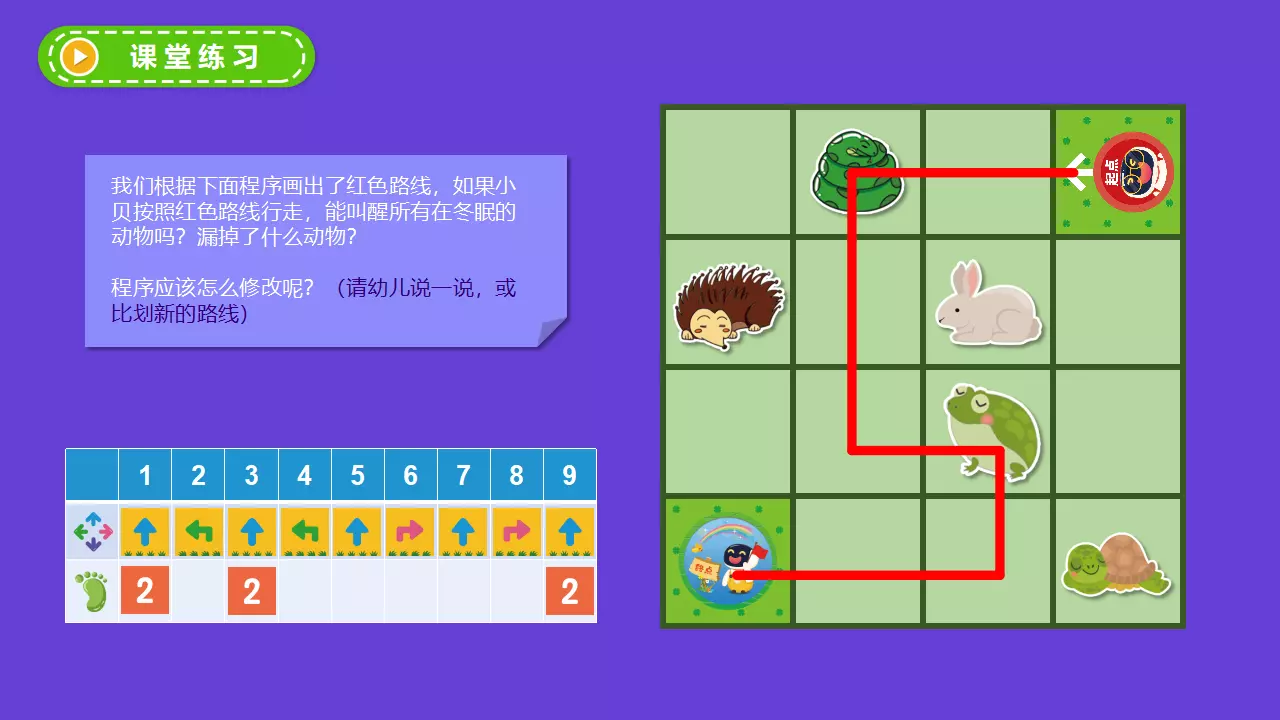 课堂练习
我们根据下面程序画出了红色路线，如果小
贝按照红色路线行走，能叫醒所有在冬眠的
动物吗？漏掉了什么动物？
程序应该怎么修改呢？（请幼儿说一说，或
比划新的路线）
起点
终点
1 2 3 4 5 6 7 8 9
2 2 2